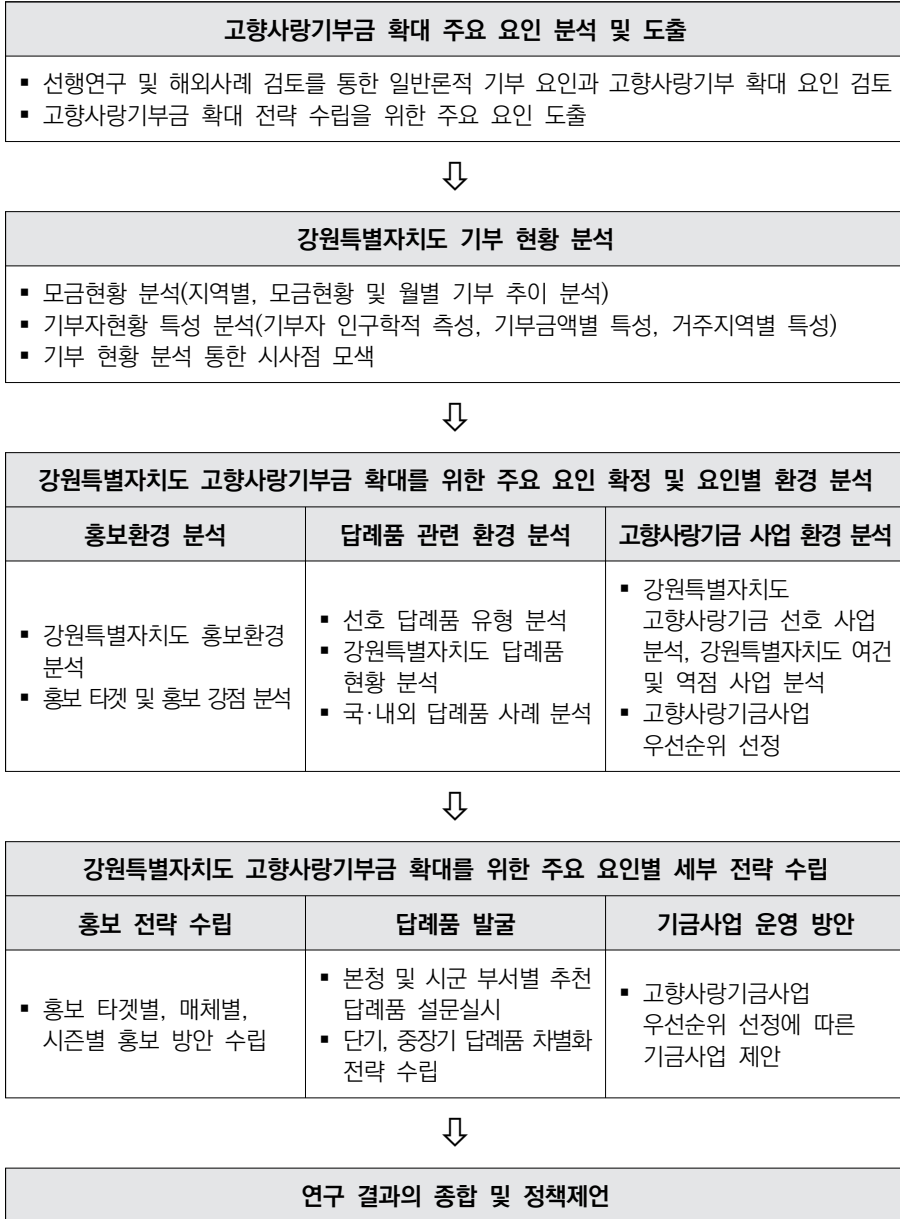 고향사랑기부금 확대 주요 요인 분석 및 도출
▪ 선행연구 및 해외사례 검토를 통한 일반론적 기부 요인과 고향사랑기부 확대 요인 검토
▪ 고향사랑기부금 확대 전략 수립을 위한 주요 요인 도출
⇩
강원특별자치도 기부 현황 분석
▪ 모금현황 분석(지역별, 모금현황 및 월별 기부 추이 분석)
▪ 기부자현황 특성 분석(기부자 인구학적 측성, 기부금액별 특성, 거주지역별 특성)
▪ 기부 현황 분석 통한 시사점 모색
⇩
강원특별자치도 고향사랑기부금 확대를 위한 주요 요인 확정 및 요인별 환경 분석
홍보환경 분석
▪ 강원특별자치도 홍보환경
분석
▪ 홍보 타겟 및 홍보 강점 분석
답례품 관련 환경 분석
▪ 선호 답례품 유형 분석
▪ 강원특별자치도 답례품
현황 분석
▪ 국·내외 답례품 사례 분석
고향사랑기금 사업 환경 분석
▪ 강원특별자치도
고향사랑기금 선호 사업
분석, 강원특별자치도 여건
및 역점 사업 분석
▪ 고향사랑기금사업
우선순위 선정
⇩
강원특별자치도 고향사랑기부금 확대를 위한 주요 요인별 세부 전략 수립
홍보 전략 수립
▪ 홍보 타겟별, 매체별,
시즌별 홍보 방안 수립
답례품 발굴
▪ 본청 및 시군 부서별 추천
답례품 설문실시
▪ 단기, 중장기 답례품 차별화
전략 수립
기금사업 운영 방안
▪ 고향사랑기금사업
우선순위 선정에 따른
기금사업 제안
⇩
연구 결과의 종합 및 정책제언